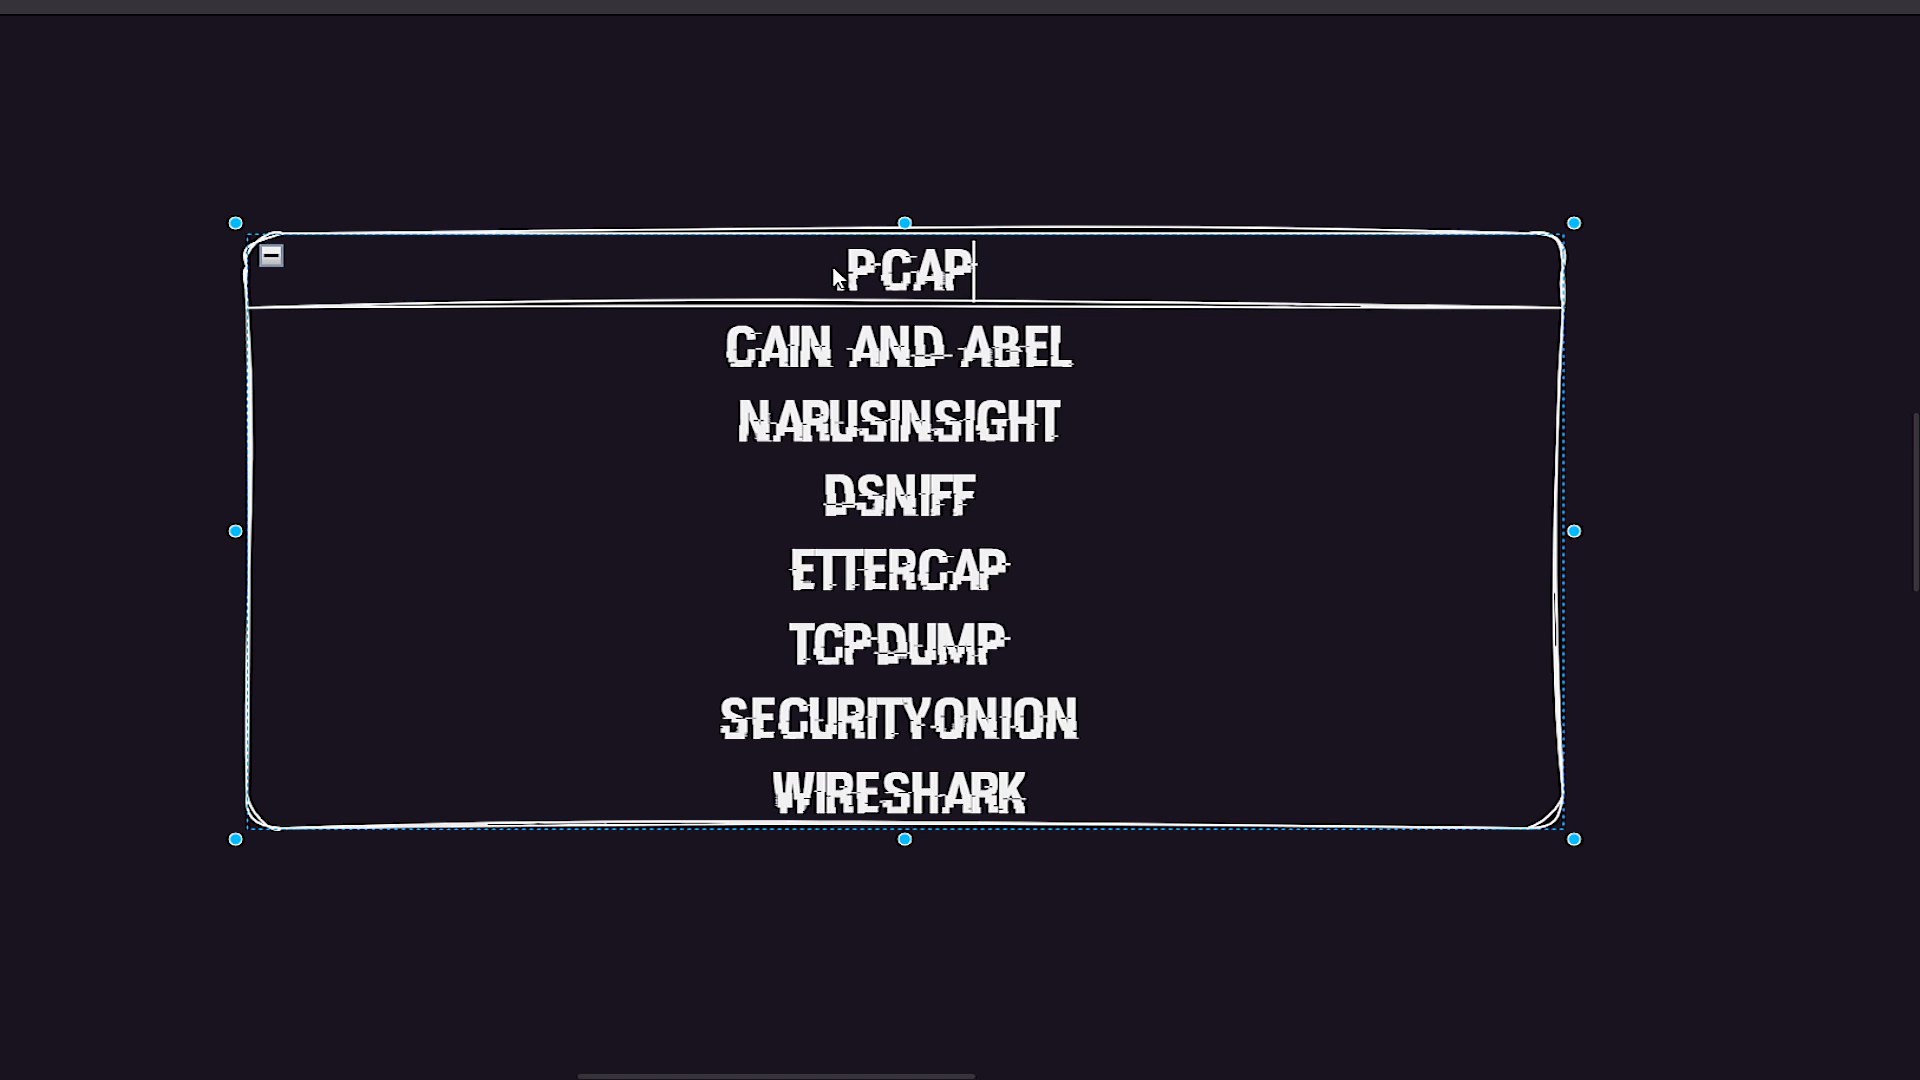 PCAP
CAIN AND ABEL
NARUSINSIGHT
DSNIFF
ETTERCAP
TCPDUMP
SECURITYONION
WIRESHARK